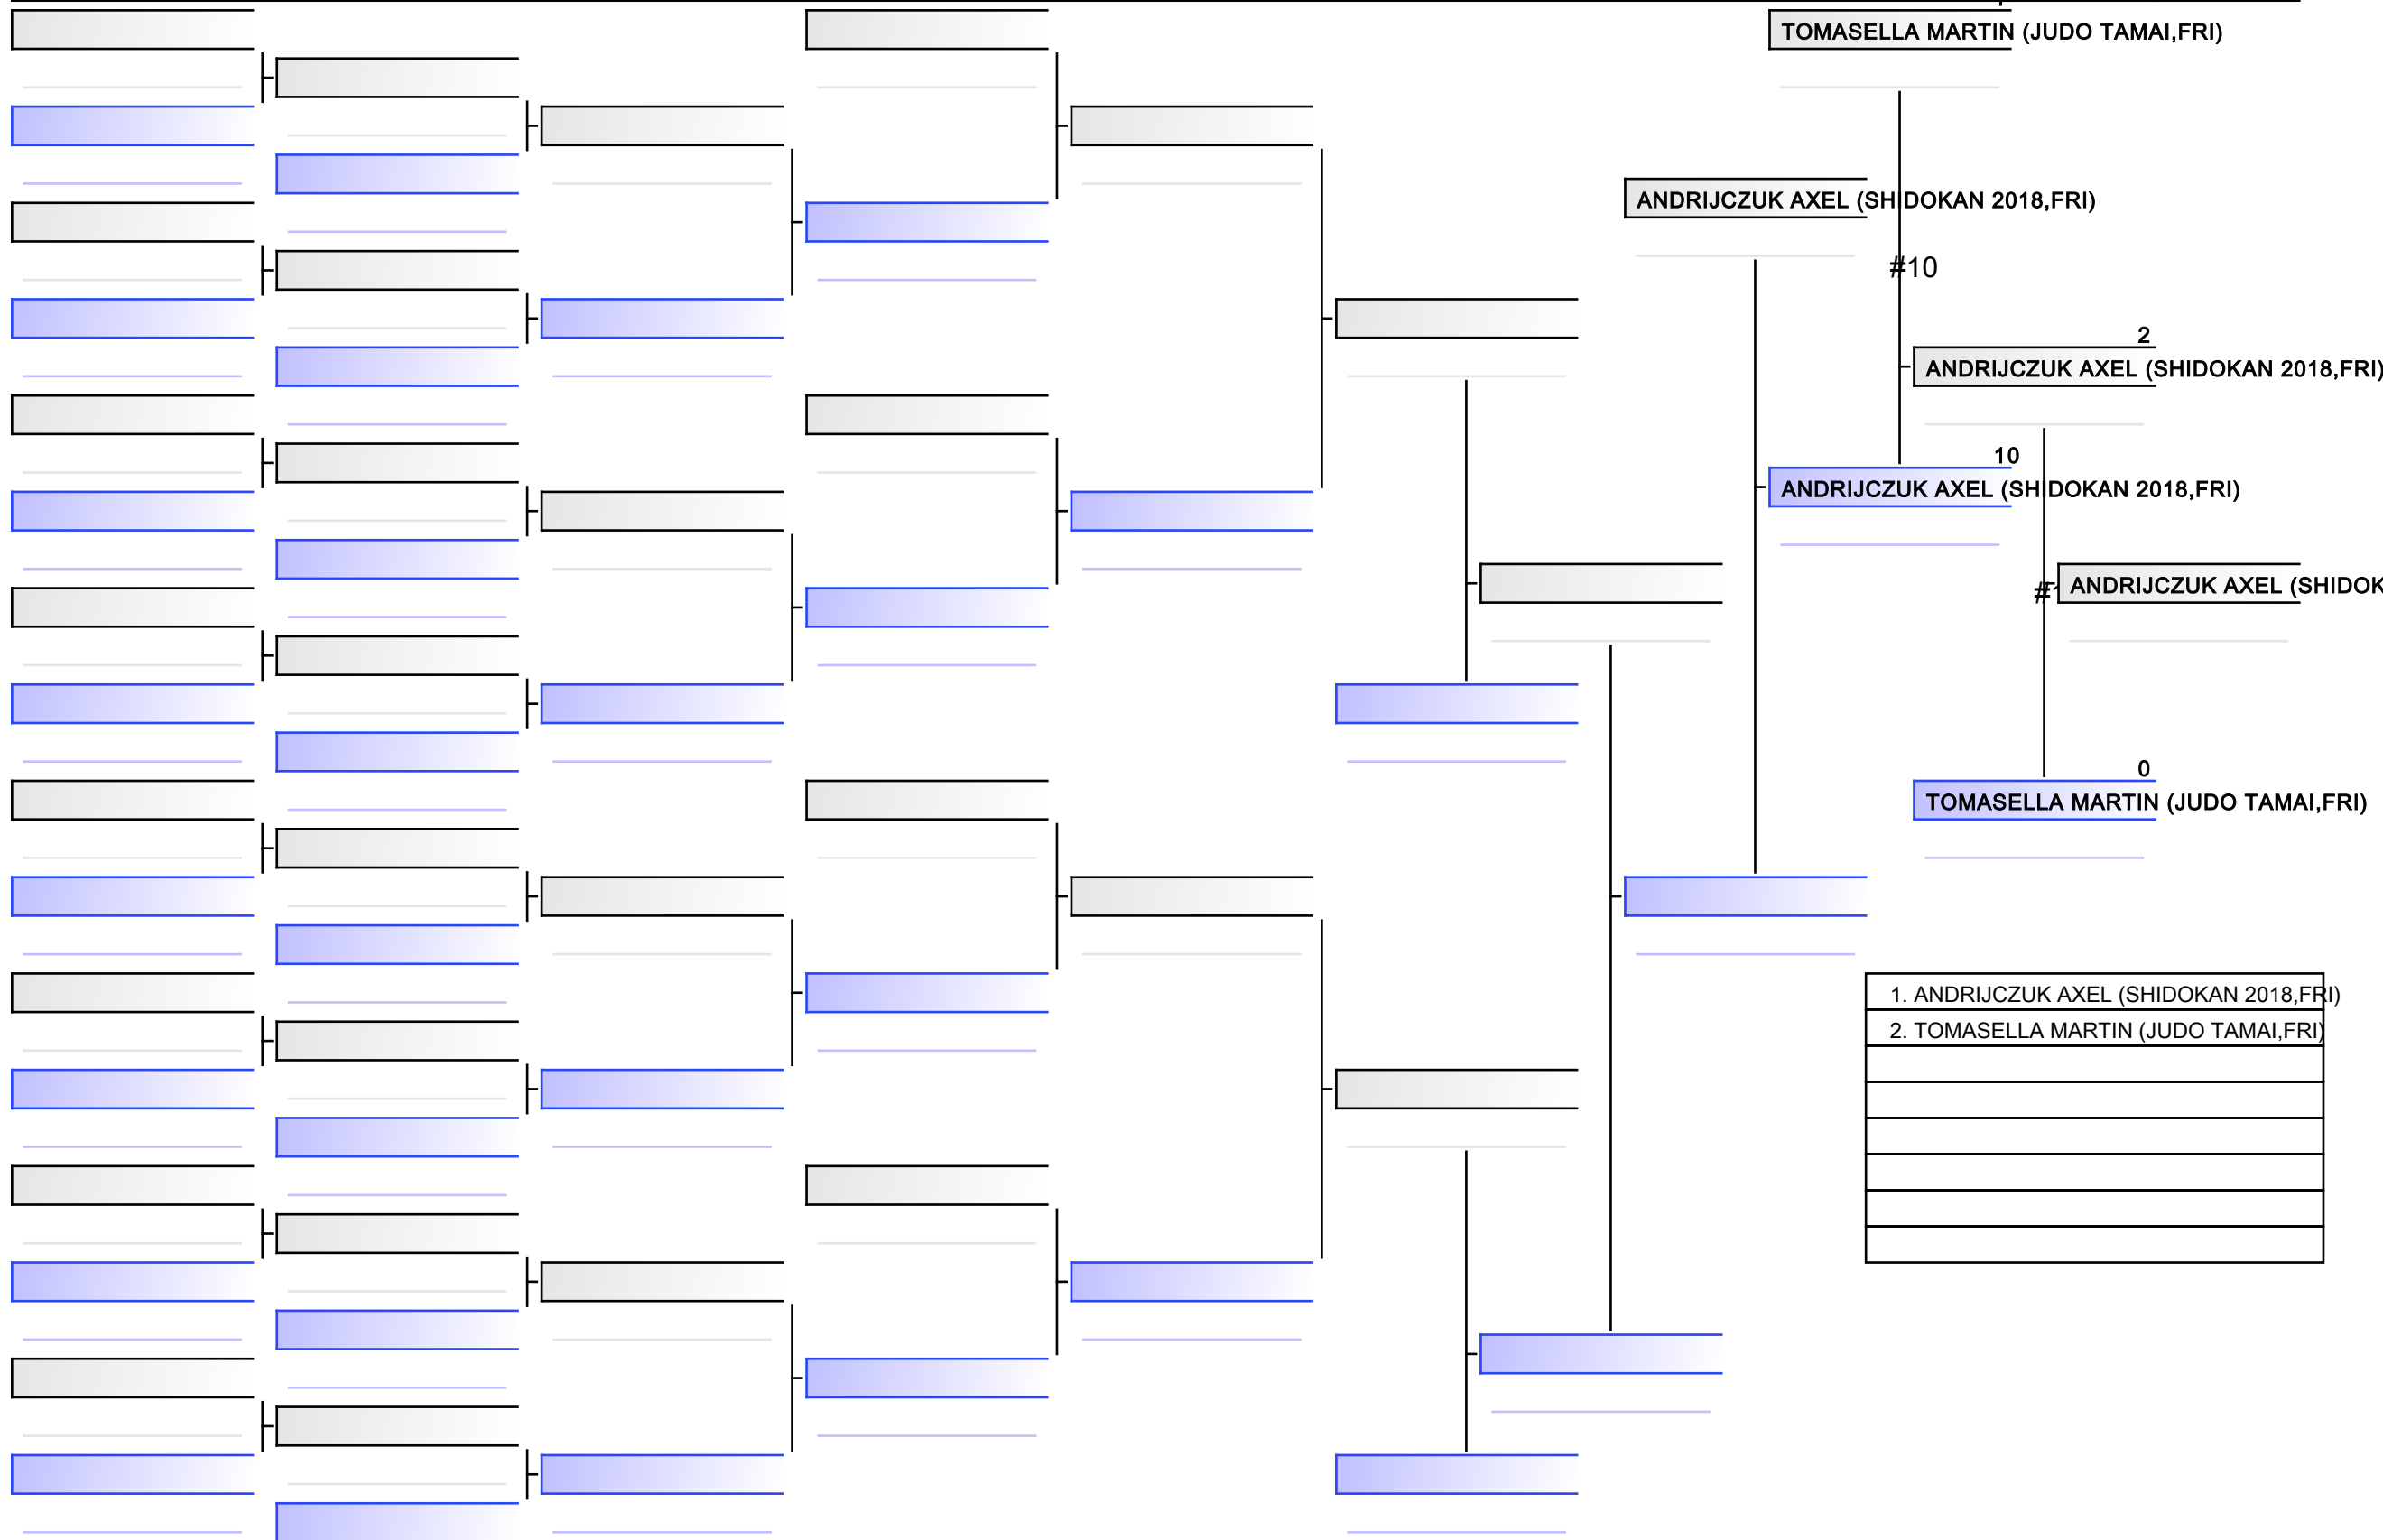 TOMASELLA MARTIN (JUDO TAMAI,FRI)
ANDRIJCZUK AXEL (SHIDOKAN 2018,FRI)
#10
2
ANDRIJCZUK AXEL (SHIDOKAN 2018,FRI)
10
ANDRIJCZUK AXEL (SHIDOKAN 2018,FRI)
ANDRIJCZUK AXEL (SHIDOK
0
TOMASELLA MARTIN (JUDO TAMAI,FRI)
1. ANDRIJCZUK AXEL (SHIDOKAN 2018,FRI)
2. TOMASELLA MARTIN (JUDO TAMAI,FRI)